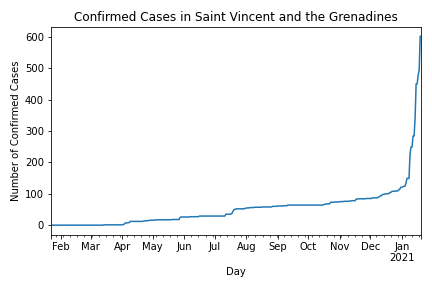 Confirmed Cases in Saint Vincent and the Grenadines
Number of Confirmed Cases
600
500
400
300
200
100
0
Feb Mar Apr May Jun Jul Aug Sep Oct Nov Dec Jan
2021
Day